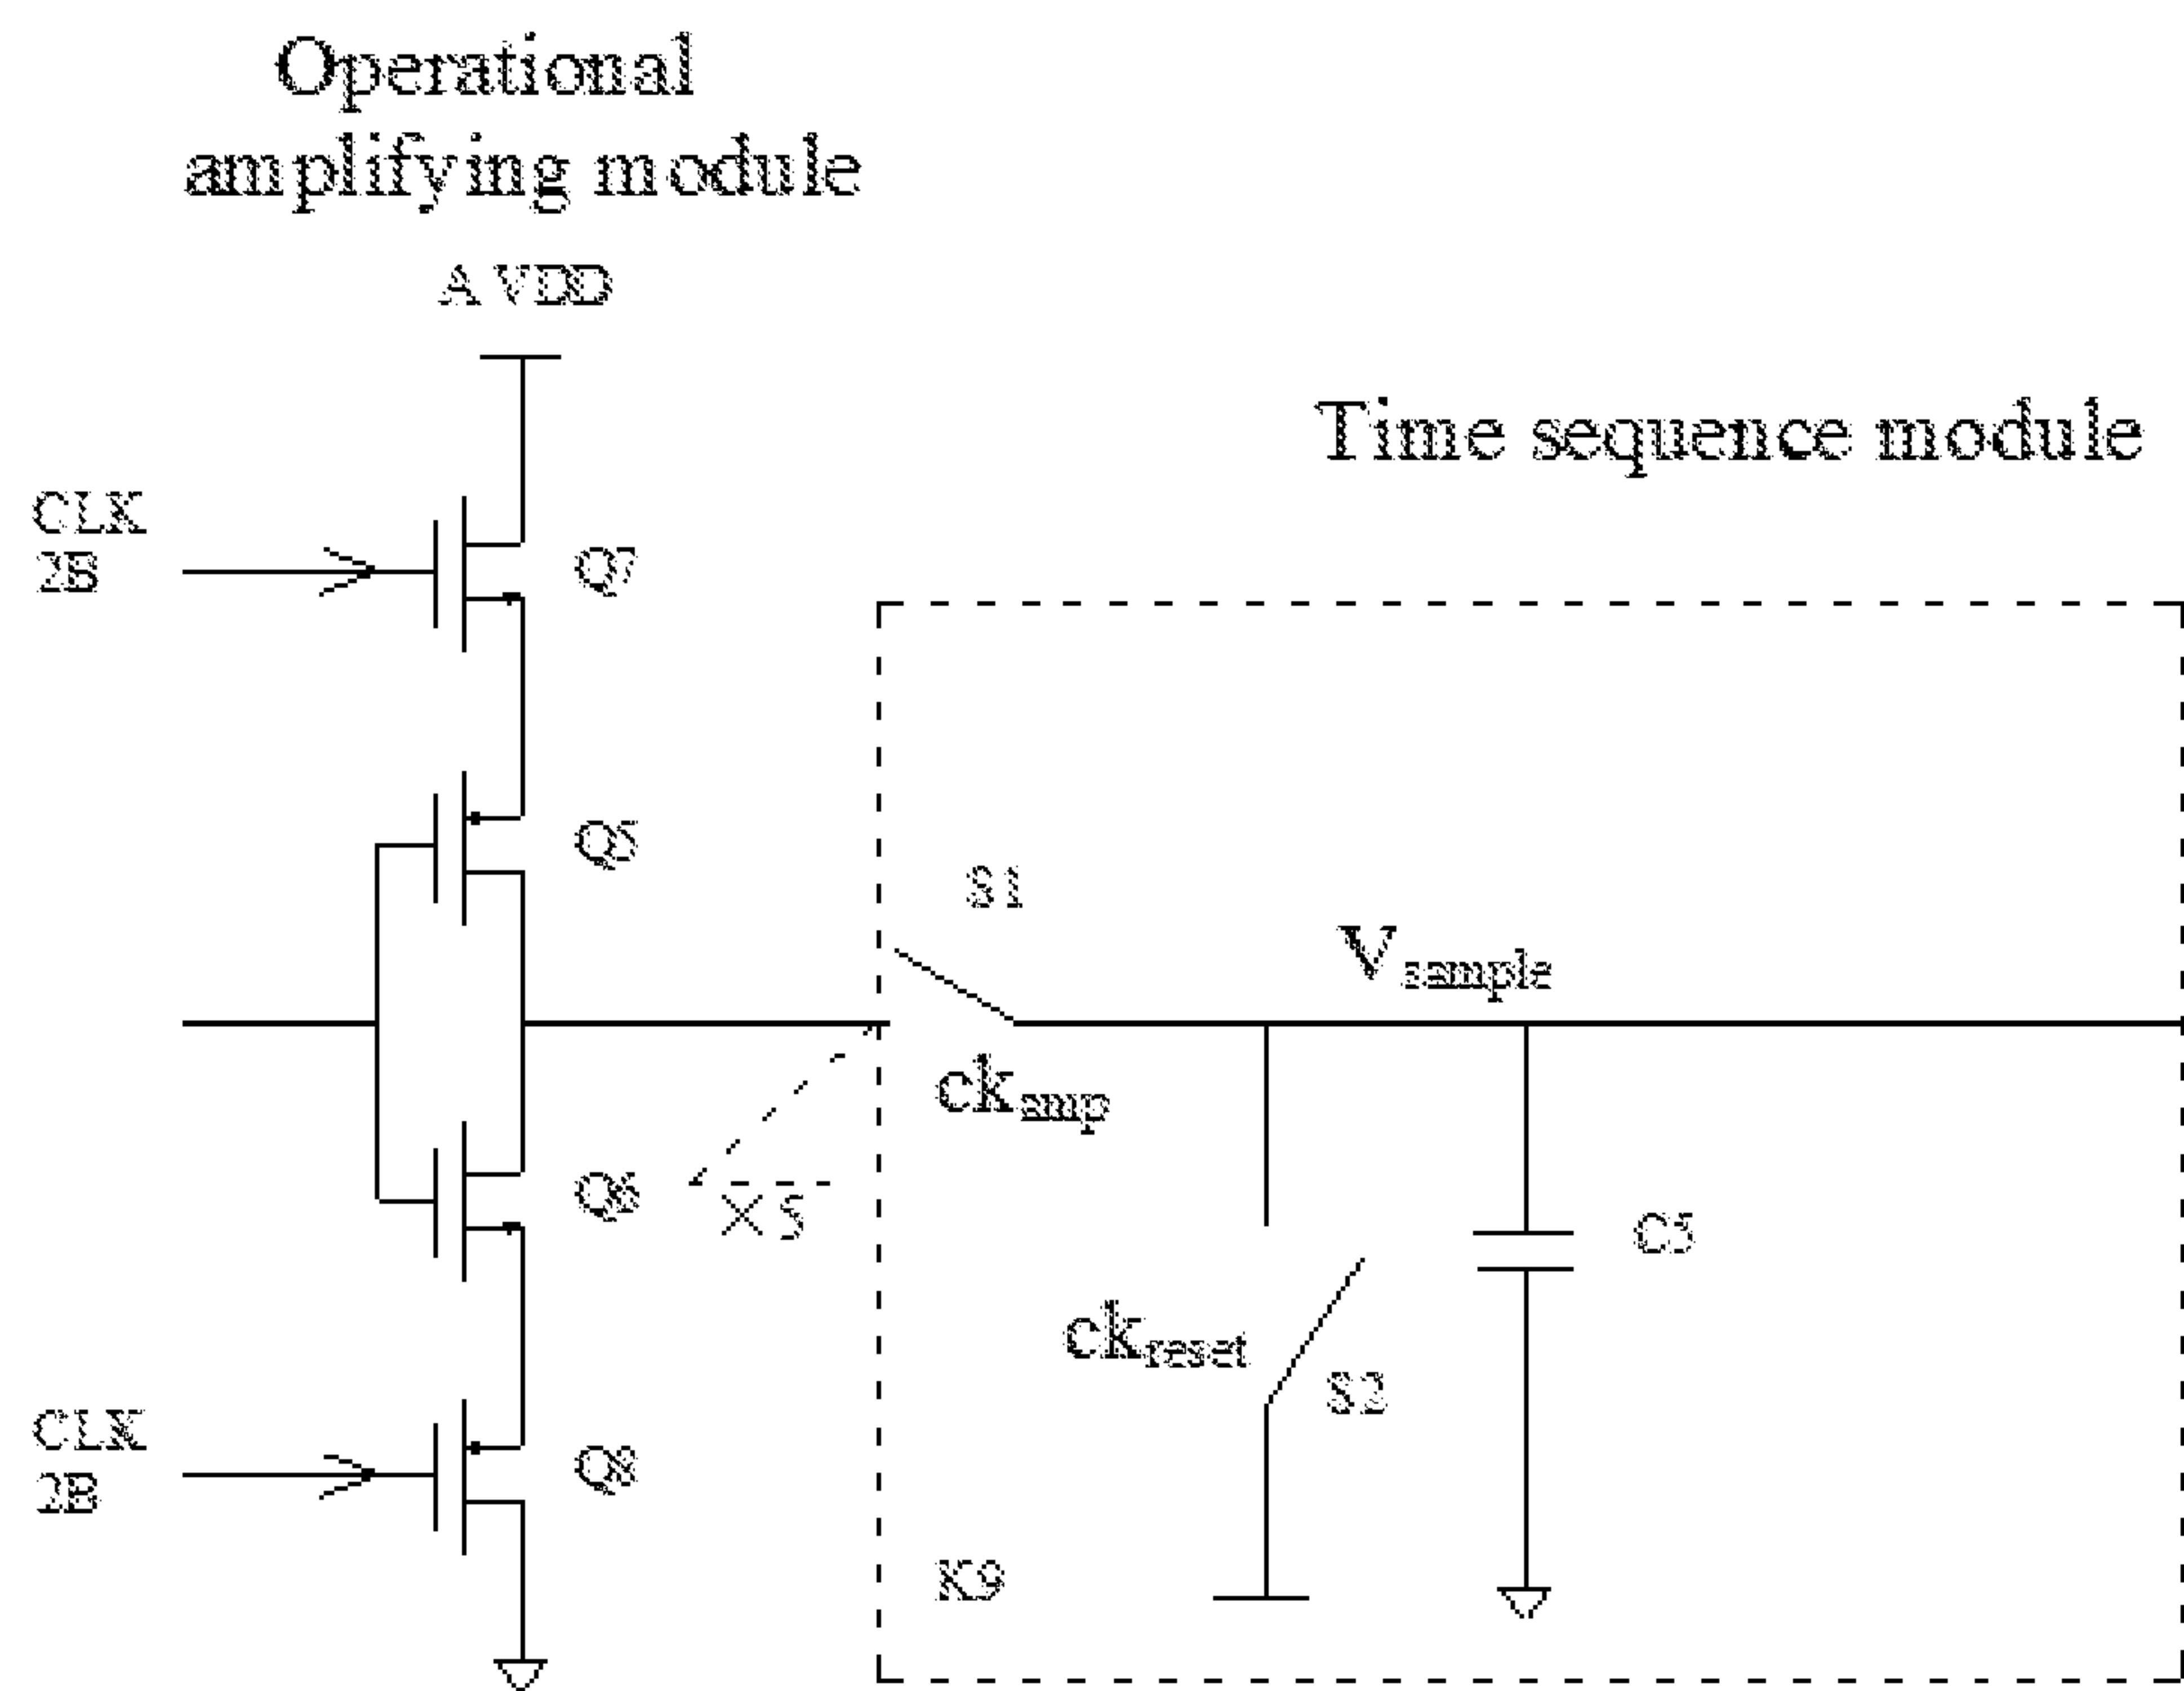 Operational
amplifying module
AVDD
Time sequence module
CLK
2B
Q7
Q5
S1
Vsample
ckamp
Q6
×5
C5
ckreset
S2
CLK
2B
Q8
K9